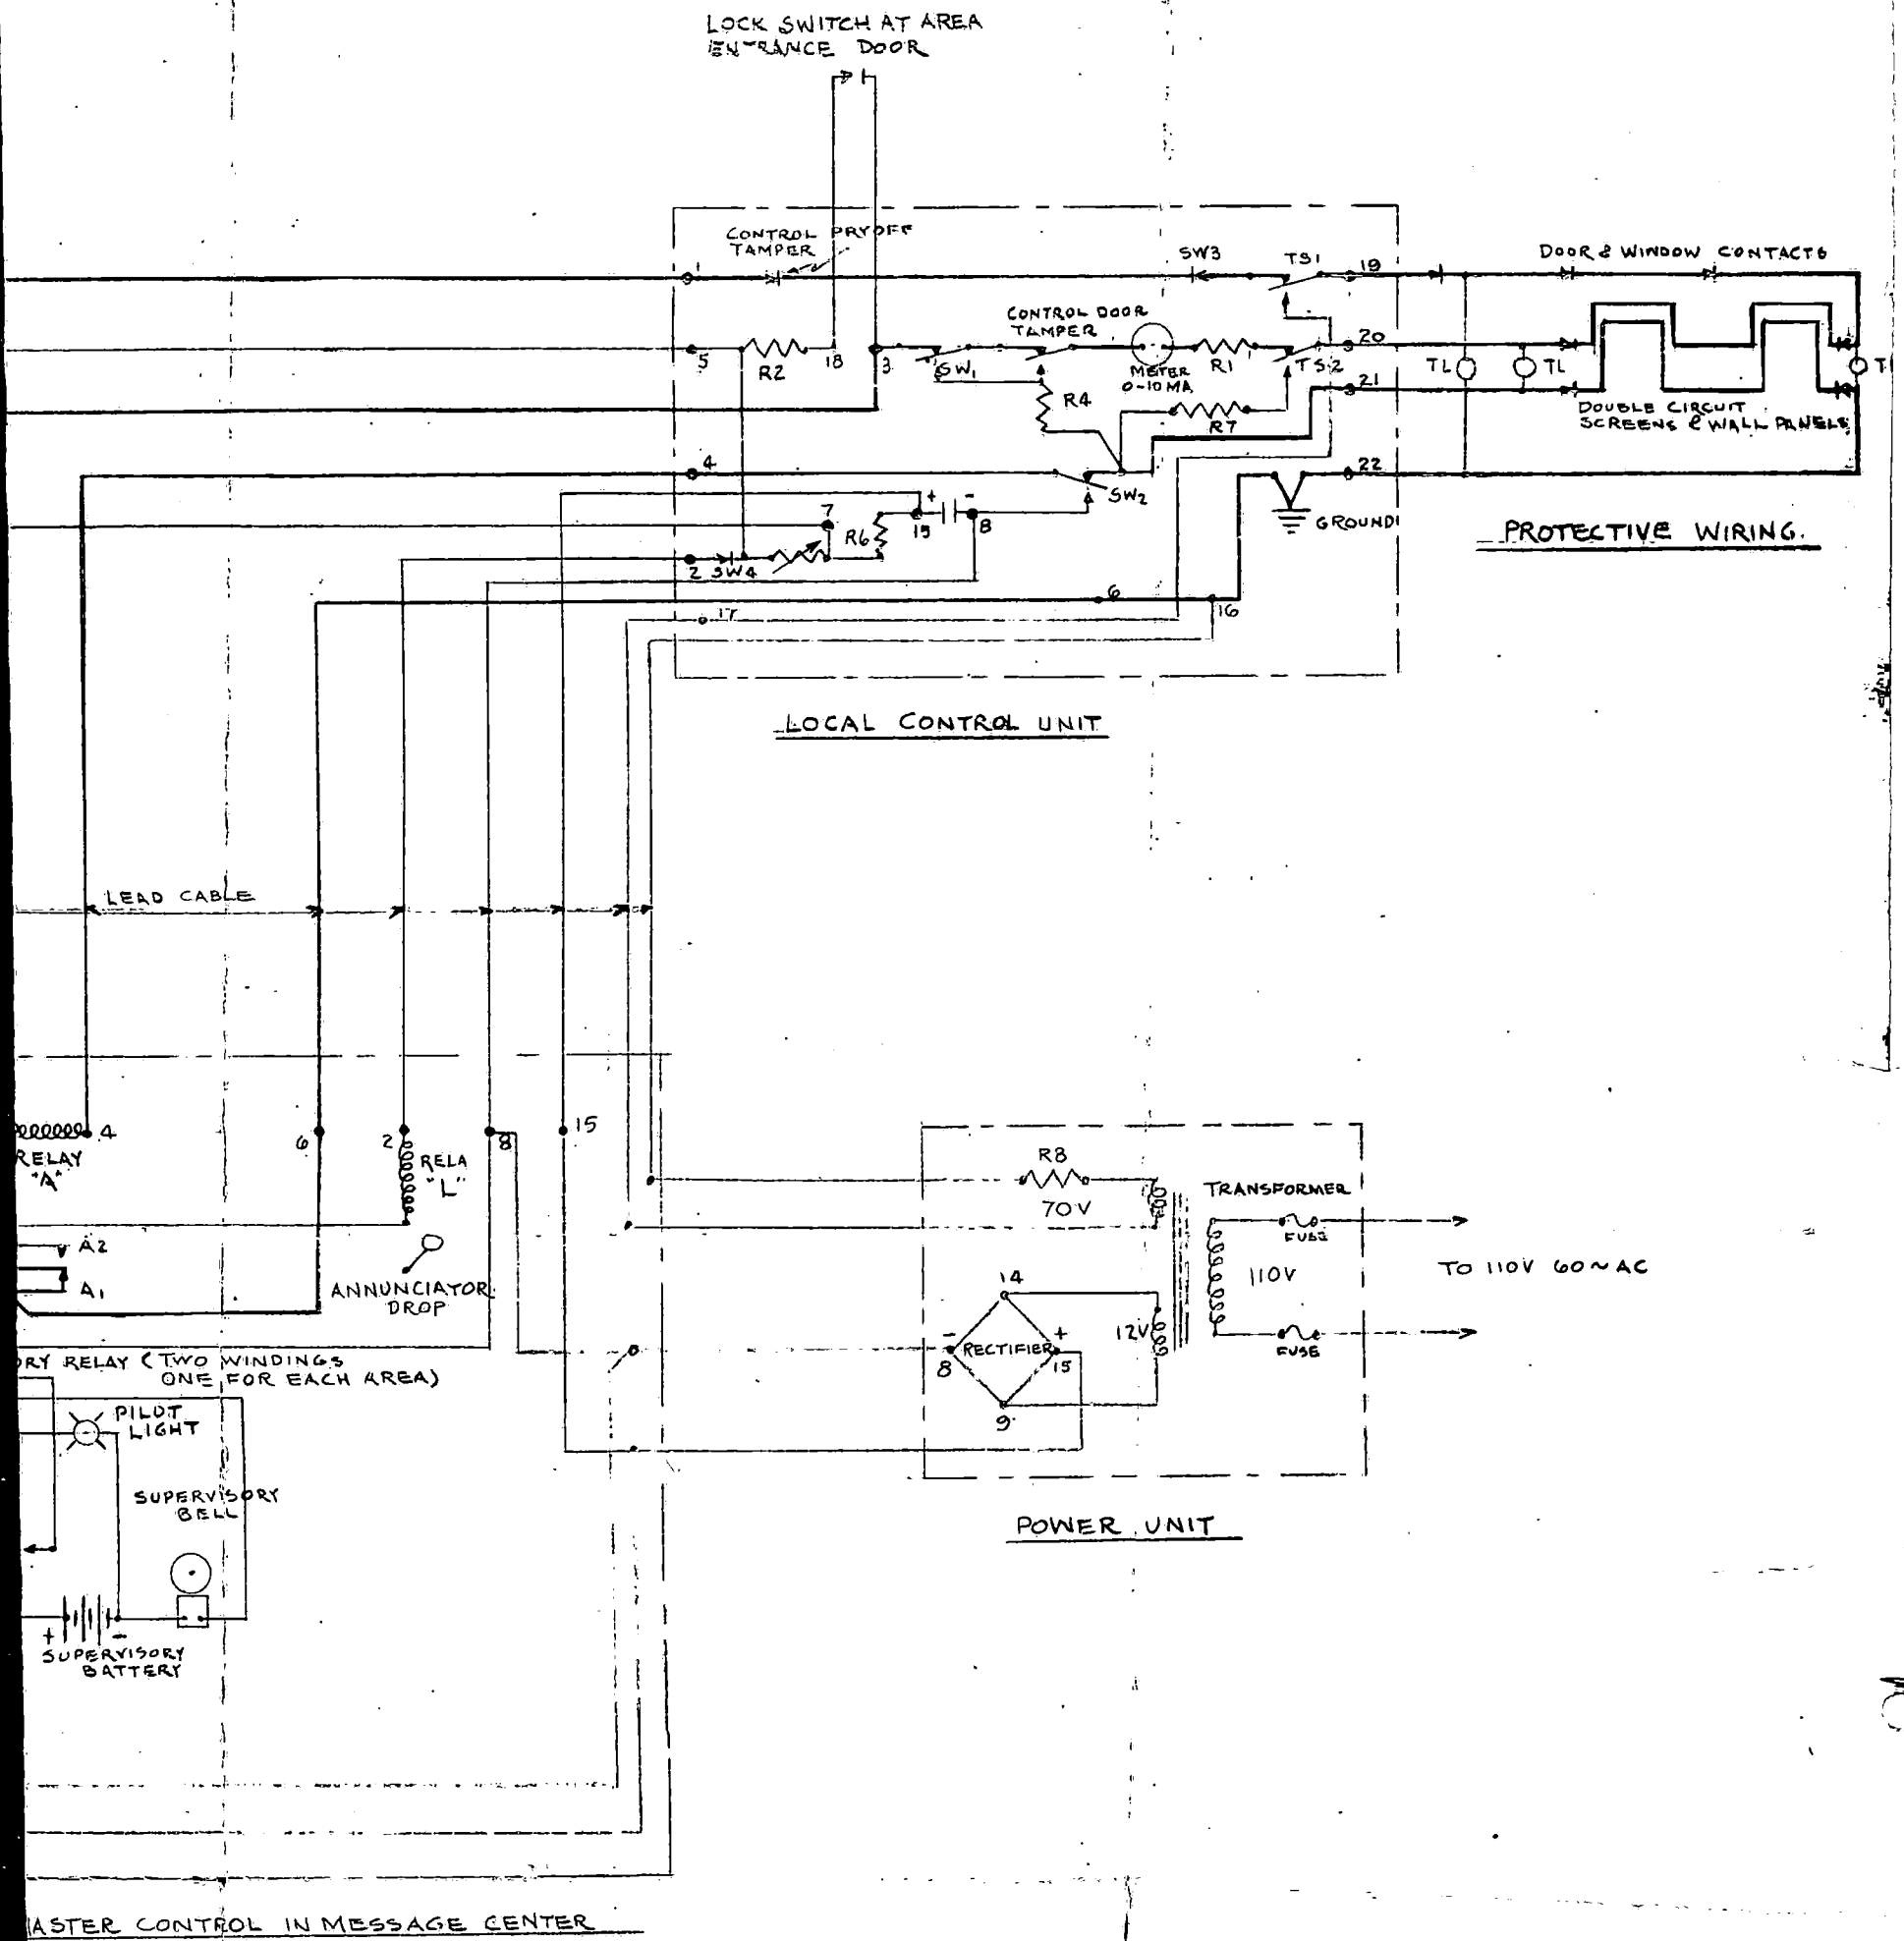 LOCK SWITCH AT AREA
ENTRANCE DOOR
CONTROL PRYOFF
TAMPER
SW3
TS1
19
DOOR & WINDOW CONTACTS
1
CONTROL DOOR
TAMPER
5
R2
18
3
SW1
METER
0-10 MA
R1
TS2
20
21
TL
TL
R4
R7
DOUBLE CIRCUIT
SCREENS & WALL PANELS
4
22
SW2
+ -
7
R6
15
8
GROUND
PROTECTIVE WIRING.
2 SW4
6
16
17
LOCAL CONTROL UNIT
LEAD CABLE
4
6
2
8
15
RELAY
"A"
RELA
"L"
R8
70V
TRANSFORMER
FUSE
A2
A1
ANNUNCIATOR
DROP
14
110V
TO 110V 60~AC
12V
- +
RECTIFIER
8
15
FUSE
9
RELAY (TWO WINDINGS
ONE FOR EACH AREA)
PILOT
LIGHT
SUPERVISORY
BELL
POWER UNIT
+ -
SUPERVISORY
BATTERY
ASTER CONTROL IN MESSAGE CENTER